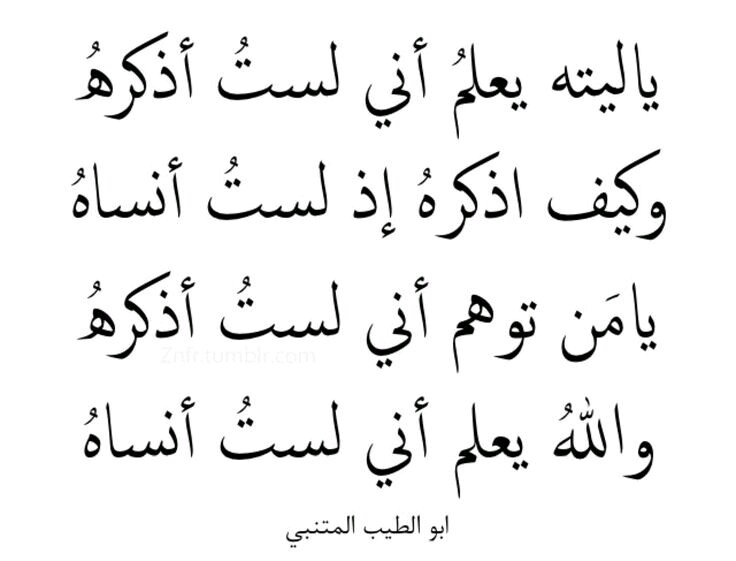 ياليته يعلمُ أني لستُ أذكرهُ
وكيف اذكرهُ إذ لستُ أنساهُ
يامَن توهم أني لستُ أذكرهُ
Znfr.tumblr.com
واللهُ يعلم أني لستُ أنساهُ
ابو الطيب المتنبي